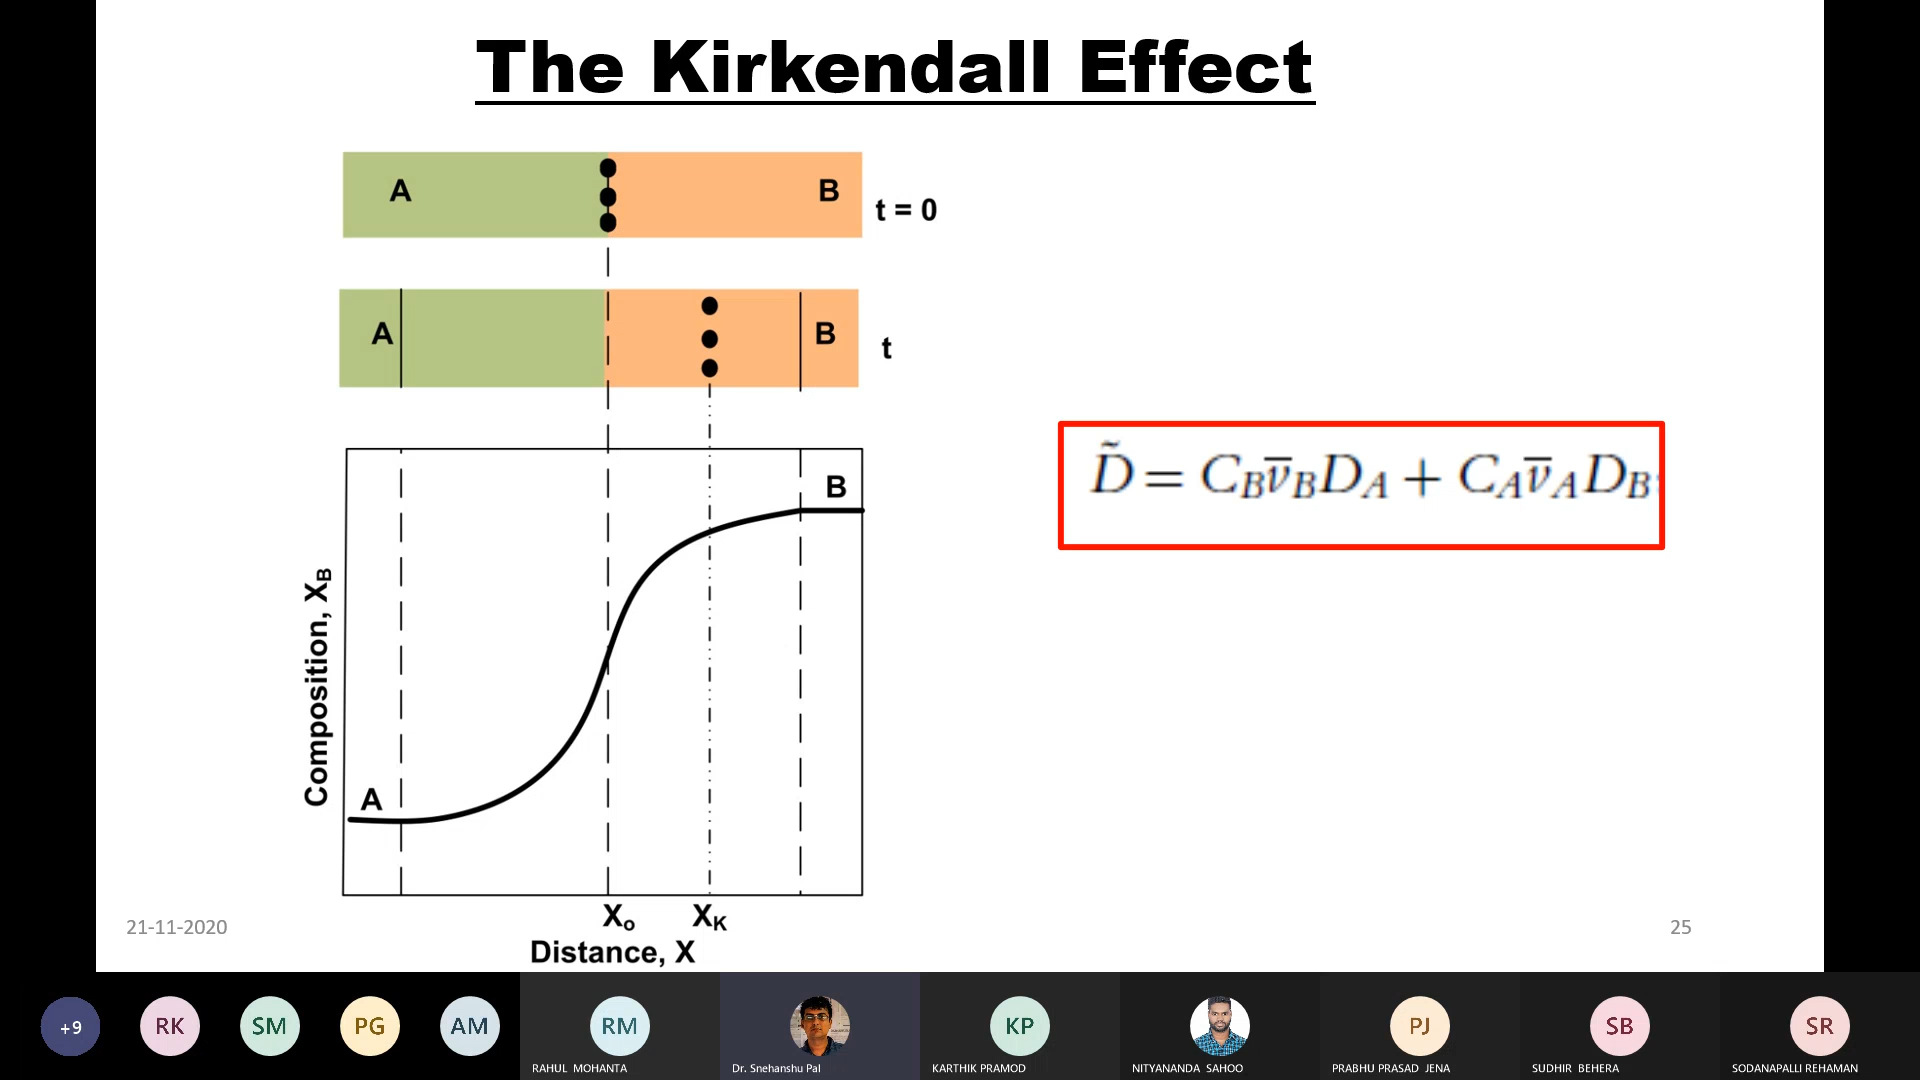 The Kirkendall Effect
A
B
t = 0
A
B
t
D̃ = C_B v̄_B D_A + C_A v̄_A D_B
B
Composition, X_B
A
X_o
X_K
Distance, X
21-11-2020
25
+9
RK
SM
PG
AM
RM
KP
PJ
SB
SR
RAHUL MOHANTA
Dr. Snehanshu Pal
KARTHIK PRAMOD
NITYANANDA SAHOO
PRABHU PRASAD JENA
SUDHIR BEHERA
SODANAPALLI REHAMAN